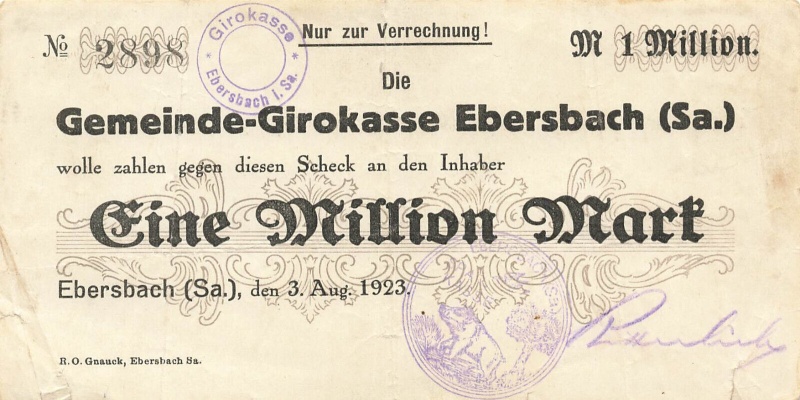 Nur zur Verrechnung!
№ 2898
Girokasse
Ebersbach i. Sa.
M 1 Million.
Die
Gemeinde-Girokasse Ebersbach (Sa.)
wolle zahlen gegen diesen Scheck an den Inhaber
Eine Million Mark
Ebersbach (Sa.), den 3. Aug. 1923.
R. O. Gnauck, Ebersbach Sa.